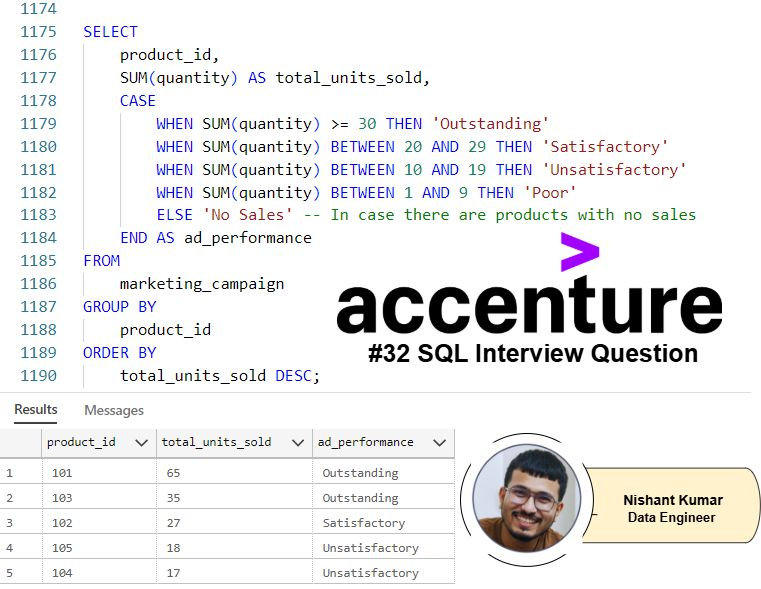 1174
1175 SELECT
1176 product_id,
1177 SUM(quantity) AS total_units_sold,
1178 CASE
1179 WHEN SUM(quantity) >= 30 THEN 'Outstanding'
1180 WHEN SUM(quantity) BETWEEN 20 AND 29 THEN 'Satisfactory'
1181 WHEN SUM(quantity) BETWEEN 10 AND 19 THEN 'Unsatisfactory'
1182 WHEN SUM(quantity) BETWEEN 1 AND 9 THEN 'Poor'
1183 ELSE 'No Sales' -- In case there are products with no sales
1184 END AS ad_performance
1185 FROM
1186 marketing_campaign
1187 GROUP BY
1188 product_id
1189 ORDER BY
1190 total_units_sold DESC;
accenture
#32 SQL Interview Question
Results Messages
product_id total_units_sold ad_performance
1 101 65 Outstanding
2 103 35 Outstanding
3 102 27 Satisfactory
4 105 18 Unsatisfactory
5 104 17 Unsatisfactory
Nishant Kumar
Data Engineer